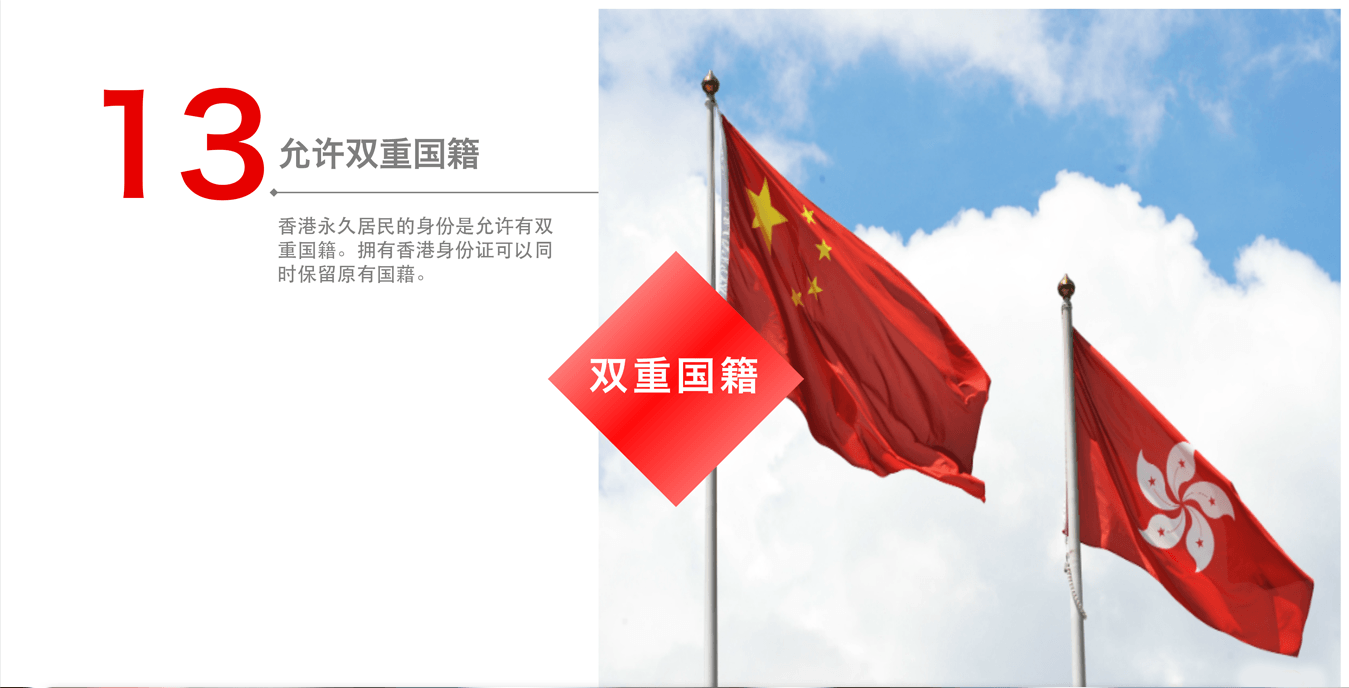 13
允许双重国籍
香港永久居民的身份是允许有双
重国籍。拥有香港身份证可以同
时保留原有国藉。
双重国籍